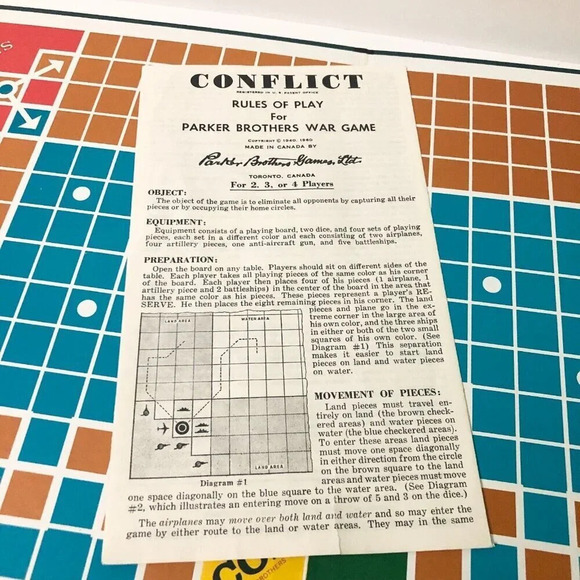 CONFLICT
REGISTERED IN U. S. PATENT OFFICE
RULES OF PLAY
For
PARKER BROTHERS WAR GAME
COPYRIGHT © 1940, 1960
MADE IN CANADA BY
Parker Brothers Games, Ltd.
TORONTO, CANADA
For 2, 3, or 4 Players
OBJECT:
The object of the game is to eliminate all opponents by capturing all their
pieces or by occupying their home circles.
EQUIPMENT:
Equipment consists of a playing board, two dice, and four sets of playing
pieces, each set in a different color and each consisting of two airplanes,
four artillery pieces, one anti-aircraft gun, and five battleships.
PREPARATION:
Open the board on any table. Players should sit on different sides of the
table. Each player takes all playing pieces of the same color as his corner
of the board. Each player then places four of his pieces (1 airplane, 1
artillery piece and 2 battleships) in the center of the board in the area that
has the same color as his pieces. These pieces represent a player's RE-
SERVE. He then places the eight remaining pieces in his corner. The land
pieces and plane go in the ex-
treme corner in the large area of
his own color, and the three ships
in either or both of the two small
squares of his own color. (See
Diagram #1) This separation
makes it easier to start land
pieces on land and water pieces
on water.
LAND AREA
WATER AREA
LAND AREA
Diagram #1
MOVEMENT OF PIECES:
Land pieces must travel en-
tirely on land (the brown check-
ered areas) and water pieces on
water (the blue checkered areas).
To enter these areas land pieces
must move one space diagonally
in either direction from the circle
on the brown square to the land
areas and water pieces must move
one space diagonally on the blue square to the water area. (See Diagram
#2, which illustrates an entering move on a throw of 5 and 3 on the dice.)
The airplanes may move over both land and water and so may enter the
game by either route to the land or water areas. They may in the same
CO
BROTHERS